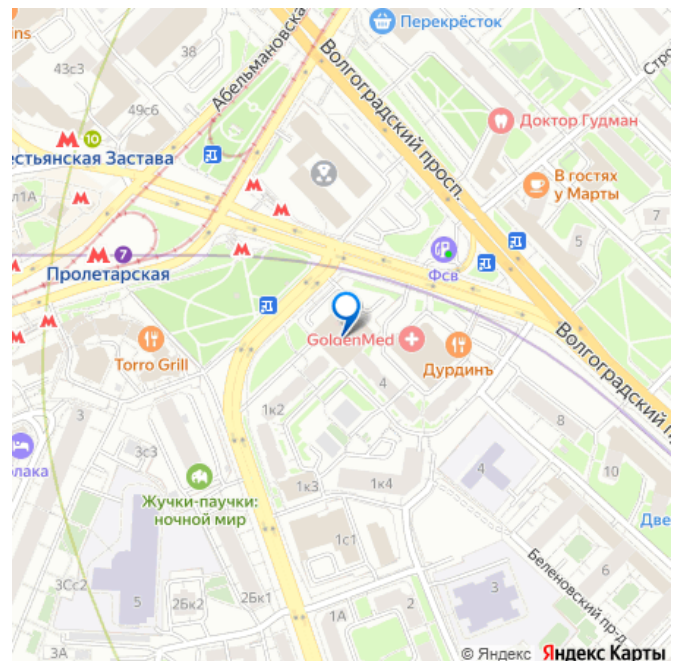 ins
38
Перекрёсток
43с3
49с6
Абельмановска
Волгоградский просп.
Стро
Доктор Гудман
10
естьянская Застава
л1А
В гостях
у Марты
7
5
7
Пролетарская
Фсв
Torro Grill
GoldenMed
Дурдинъ
Волгоградский пр
4
1к2
3
8
3с3
4
10
лака
1к3
1к4
Жучки-паучки:
ночной мир
Две
1с1
Беленовский пр-д
3Сс2
5
2Бк2
2Бк1
6
3
1А
2
3А
© Яндекс Яндекс Карты